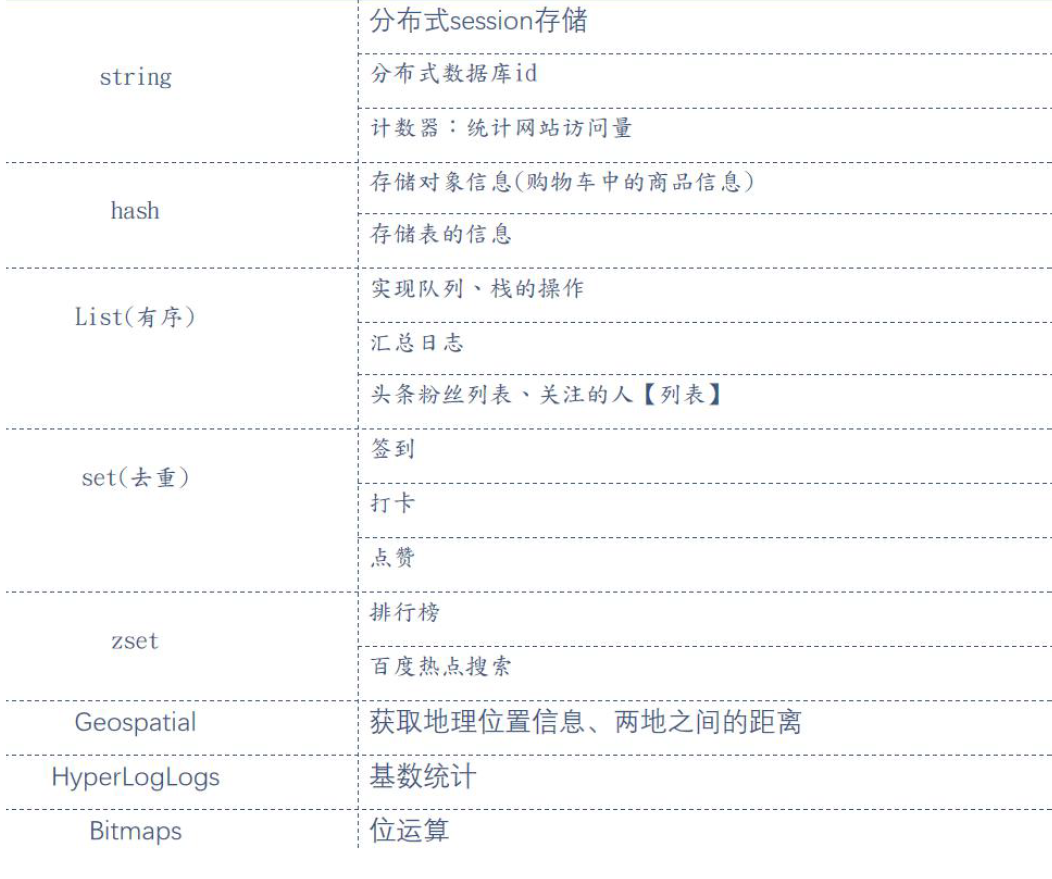 分布式session存储
string
分布式数据库id
计数器：统计网站访问量
hash
存储对象信息(购物车中的商品信息)
存储表的信息
List(有序)
实现队列、栈的操作
汇总日志
头条粉丝列表、关注的人【列表】
set(去重)
签到
打卡
点赞
zset
排行榜
百度热点搜索
Geospatial
获取地理位置信息、两地之间的距离
HyperLogLogs
基数统计
Bitmaps
位运算